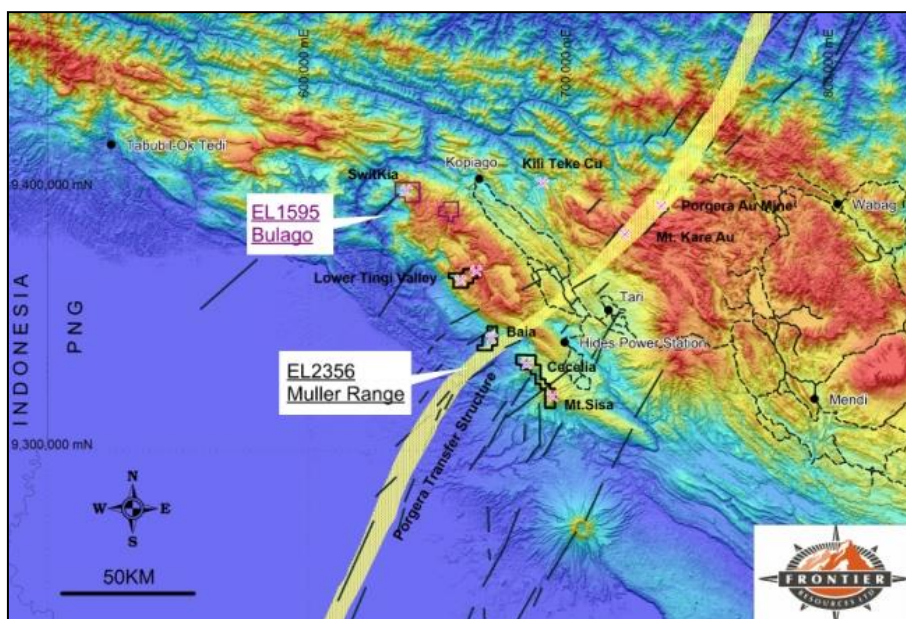 600,000 mE
700,000 mE
800,000 mE
Tabubil-Ok Tedi
Kopiago
Kili Teke Cu
SwitKia
9,400,000 mN
EL1595
Bulago
Porgera Au Mine
Wabag
Mt. Kare Au
Lower Tingi Valley
Tari
INDONESIA
PNG
Baia
Hides Power Station
EL2356
Muller Range
Cecelia
Mt.Sisa
Mendi
9,300,000 mN
Porgera Transfer Structure
N
W
E
S
50KM
FRONTIER
RESOURCES LTD